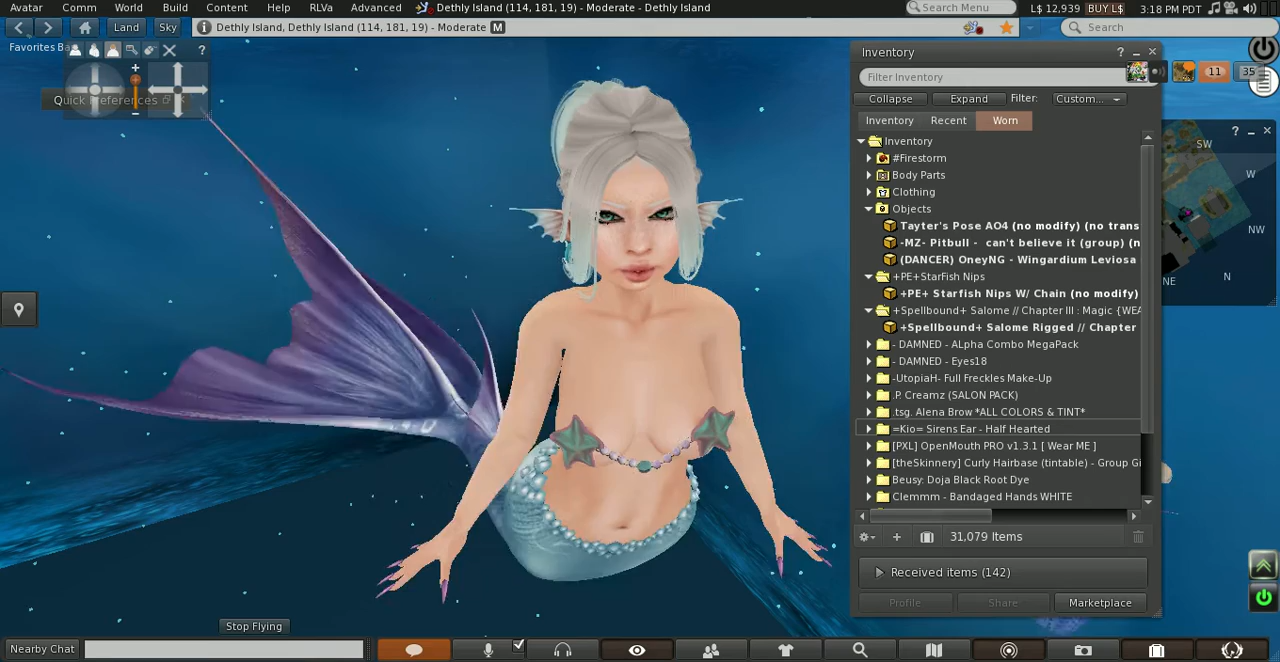 Avatar Comm World Build Content Help RLVa Advanced Dethly Island (114, 181, 19) - Moderate - Dethly Island Search Menu L$ 12,939 BUY L$ 3:18 PM PDT
Land Sky Dethly Island, Dethly Island (114, 181, 19) - Moderate M Search
Favorites Ba
?
Quick Preferences
Inventory ?
Filter Inventory
11 35
Collapse Expand Filter: Custom...
Inventory Recent Worn
Inventory
#Firestorm
Body Parts
Clothing
Objects
Tayter's Pose AO4 (no modify) (no trans
-MZ- Pitbull - can't believe it (group) (n
(DANCER) OneyNG - Wingardium Leviosa
+PE+StarFish Nips
+PE+ Starfish Nips W/ Chain (no modify)
+Spellbound+ Salome // Chapter III : Magic {WEA
+Spellbound+ Salome Rigged // Chapter
- DAMNED - ALpha Combo MegaPack
- DAMNED - Eyes18
-UtopiaH- Full Freckles Make-Up
.P. Creamz (SALON PACK)
.tsg. Alena Brow *ALL COLORS & TINT*
=Kio= Sirens Ear - Half Hearted
[PXL] OpenMouth PRO v1.3.1 [ Wear ME ]
[theSkinnery] Curly Hairbase (tintable) - Group Gi
Beusy: Doja Black Root Dye
Clemmm - Bandaged Hands WHITE
31,079 Items
Received items (142)
Profile Share Marketplace
?
SW
W
NW
N
NE
Stop Flying
Nearby Chat